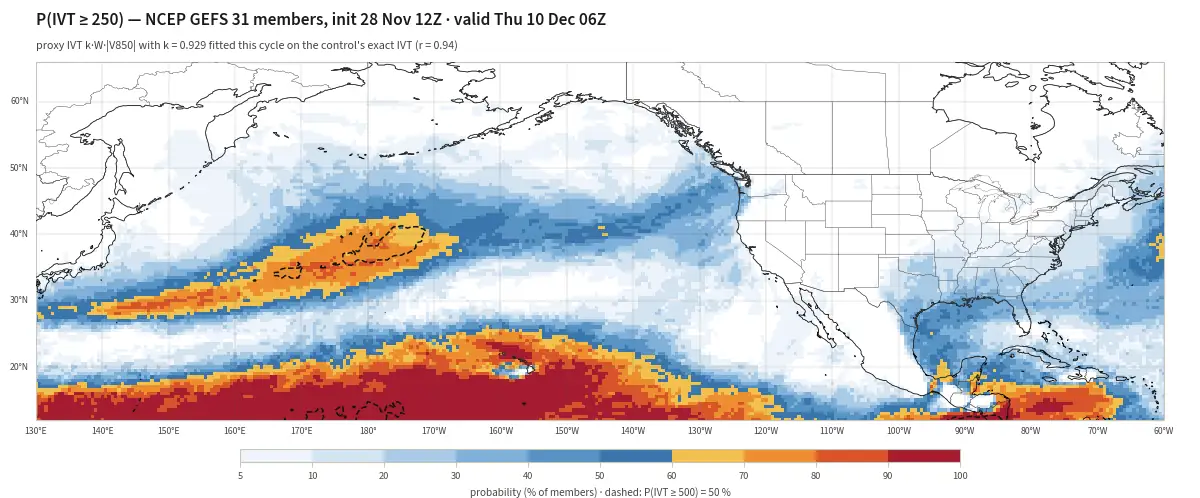 P(IVT ≥ 250) — NCEP GEFS 31 members, init 28 Nov 12Z · valid Thu 10 Dec 06Z
proxy IVT k·W·|V850| with k = 0.929 fitted this cycle on the control's exact IVT (r = 0.94)
60°N
50°N
40°N
30°N
20°N
130°E 140°E 150°E 160°E 170°E 180° 170°W 160°W 150°W 140°W 130°W 120°W 110°W 100°W 90°W 80°W 70°W 60°W
5 10 20 30 40 50 60 70 80 90 100
probability (% of members) · dashed: P(IVT ≥ 500) = 50 %